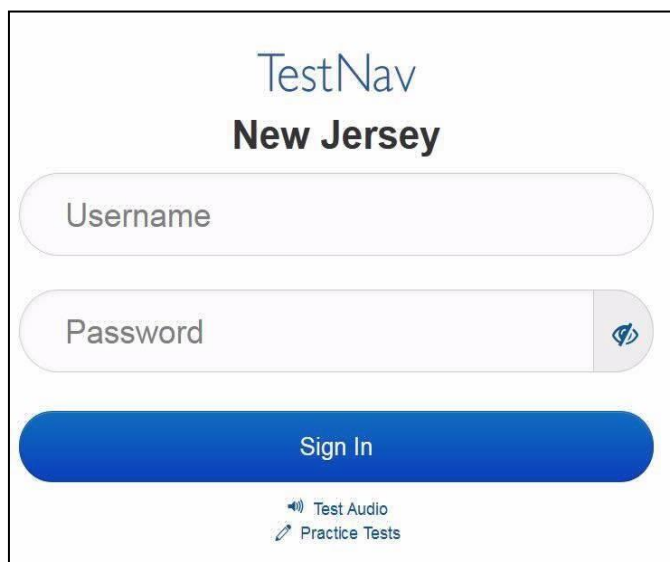 TestNav
New Jersey
Username
Password
Sign In
Test Audio
Practice Tests